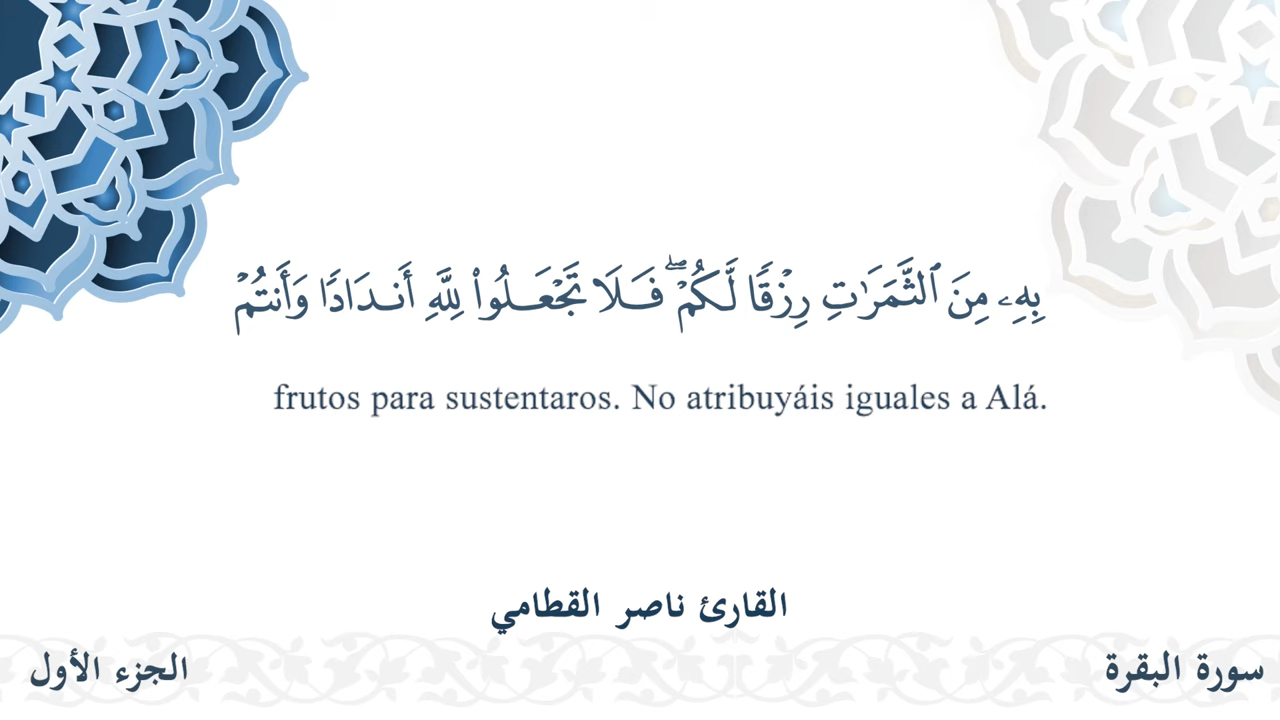 بِهِۦ مِنَ ٱلثَّمَرَٰتِ رِزْقًا لَّكُمْ ۖ فَلَا تَجْعَلُوا۟ لِلَّهِ أَندَادًا وَأَنتُمْ
frutos para sustentaros. No atribuyáis iguales a Alá.
القارئ ناصر القطامي
سورة البقرة
الجزء الأول